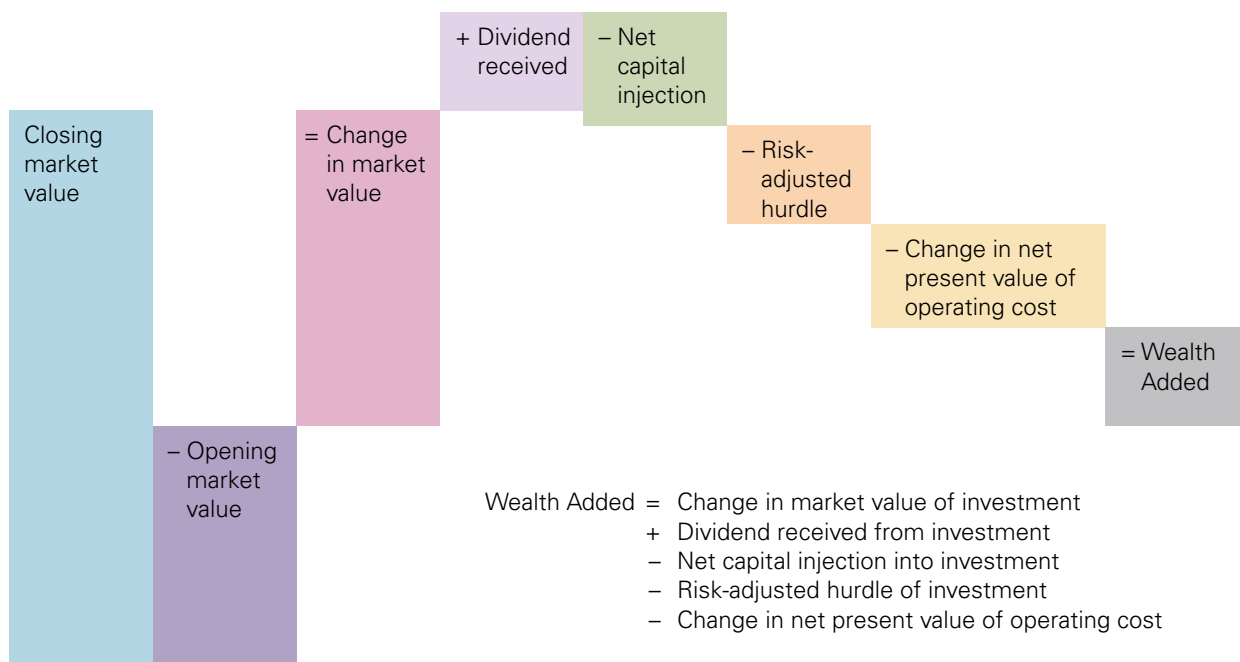 Closing
market
value
– Opening
market
value
= Change
in market
value
+ Dividend
received
– Net
capital
injection
– Risk-
adjusted
hurdle
– Change in net
present value of
operating cost
= Wealth
Added
Wealth Added = Change in market value of investment
+ Dividend received from investment
– Net capital injection into investment
– Risk-adjusted hurdle of investment
– Change in net present value of operating cost